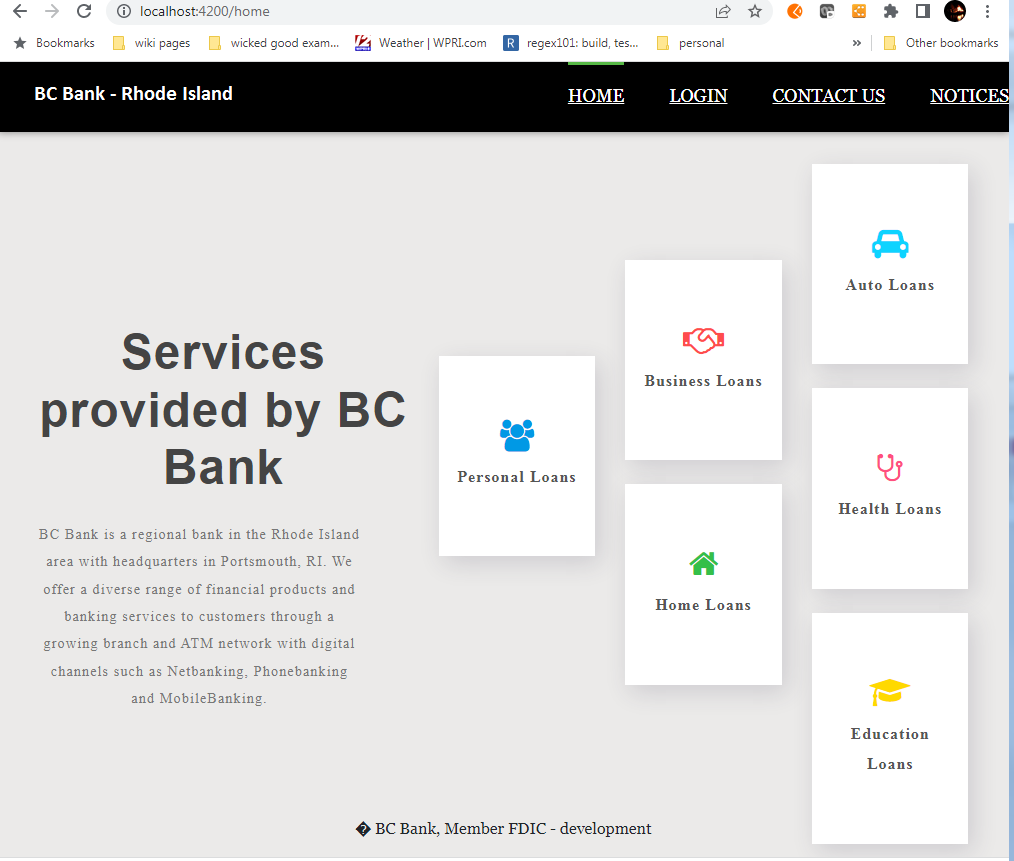 localhost:4200/home
Bookmarks wiki pages wicked good exam... Weather | WPRI.com R regex101: build, tes... personal » Other bookmarks
BC Bank - Rhode Island HOME LOGIN CONTACT US NOTICES
Services
provided by BC
Bank
BC Bank is a regional bank in the Rhode Island
area with headquarters in Portsmouth, RI. We
offer a diverse range of financial products and
banking services to customers through a
growing branch and ATM network with digital
channels such as Netbanking, Phonebanking
and MobileBanking.
Personal Loans
Business Loans
Home Loans
Auto Loans
Health Loans
Education
Loans
� BC Bank, Member FDIC - development